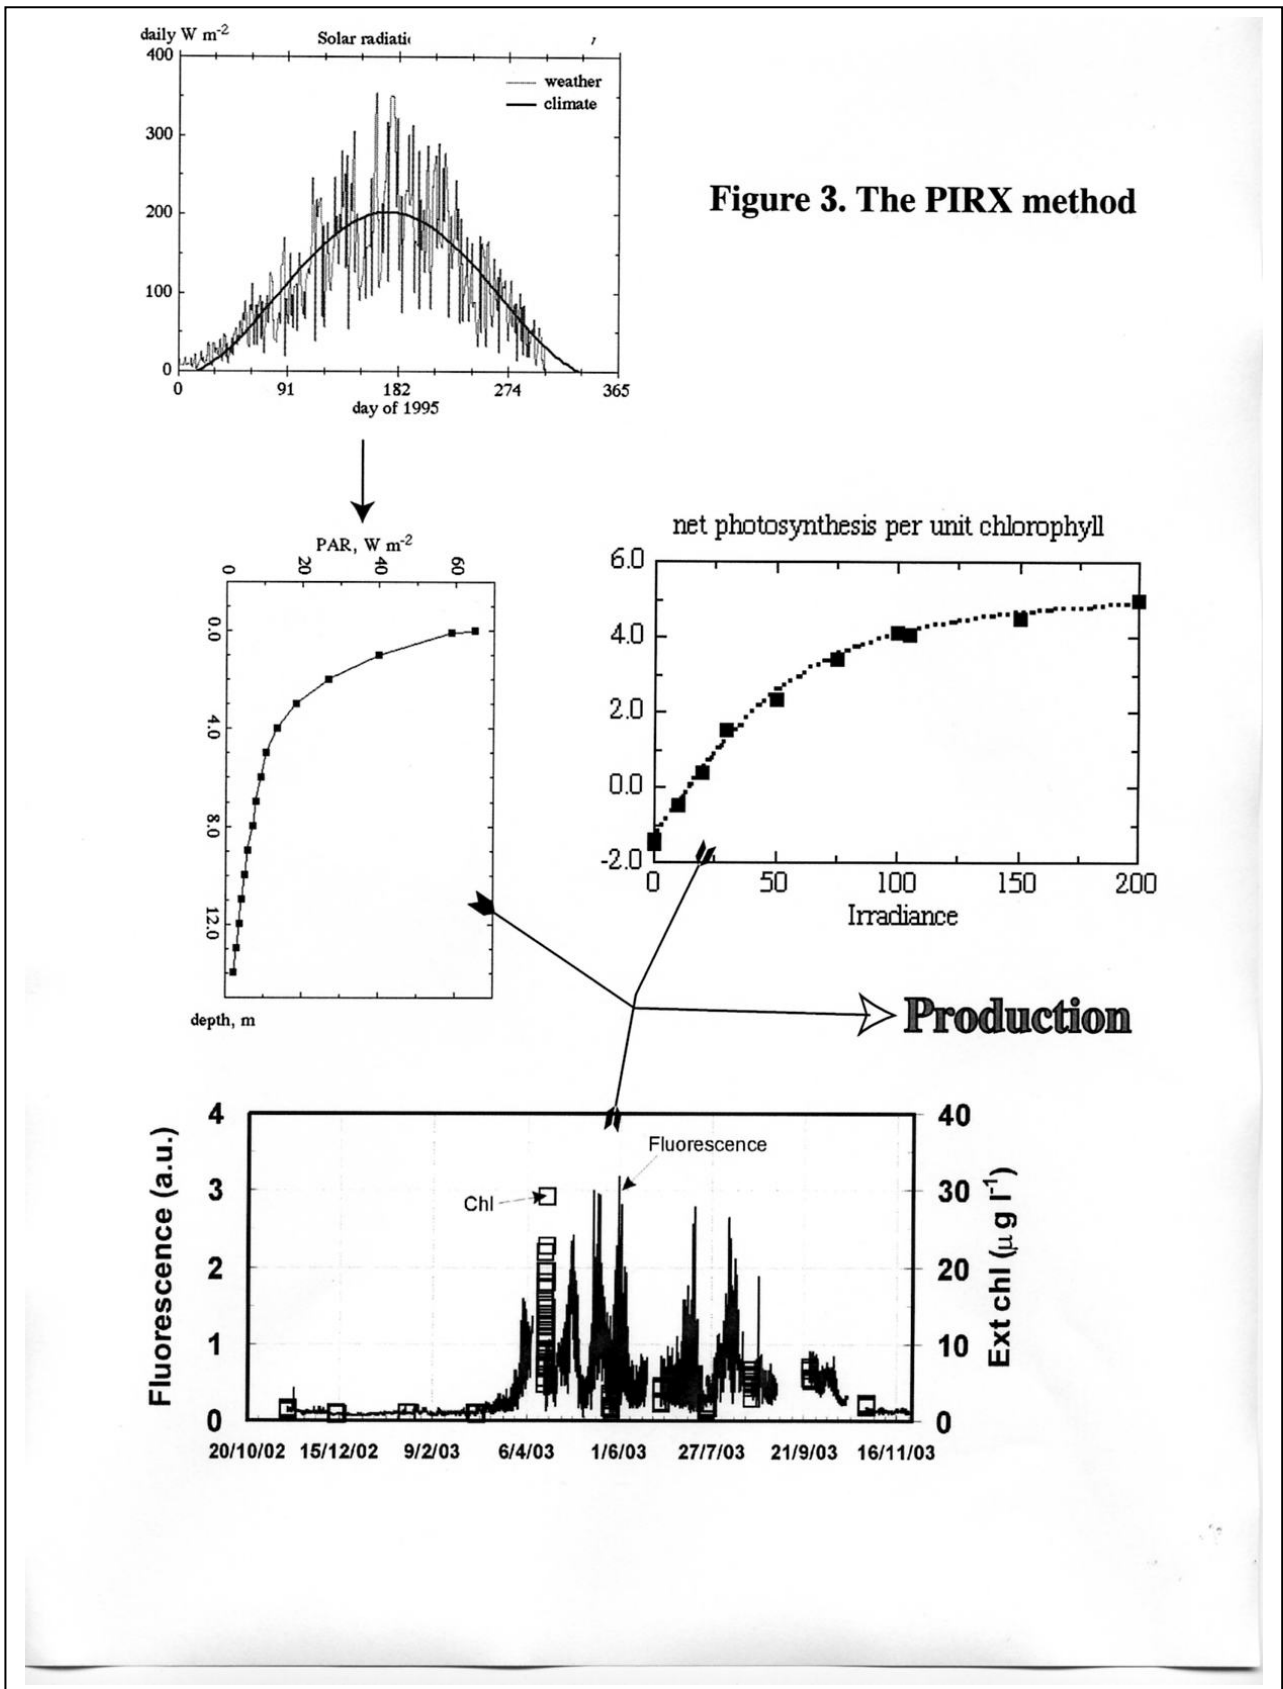 daily W m-2
Solar radiati
400
300
200
100
0
weather
climate
0 91 182 274 365
day of 1995
Figure 3. The PIRX method
PAR, W m-2
0 20 40 60
0.0
4.0
8.0
12.0
depth, m
net photosynthesis per unit chlorophyll
6.0
4.0
2.0
0.0
-2.0
0 50 100 150 200
Irradiance
Production
Fluorescence (a.u.)
4
3
2
1
0
Chl
Fluorescence
40
30
20
10
0
Ext chl (μ g l-1)
20/10/02 15/12/02 9/2/03 6/4/03 1/6/03 27/7/03 21/9/03 16/11/03